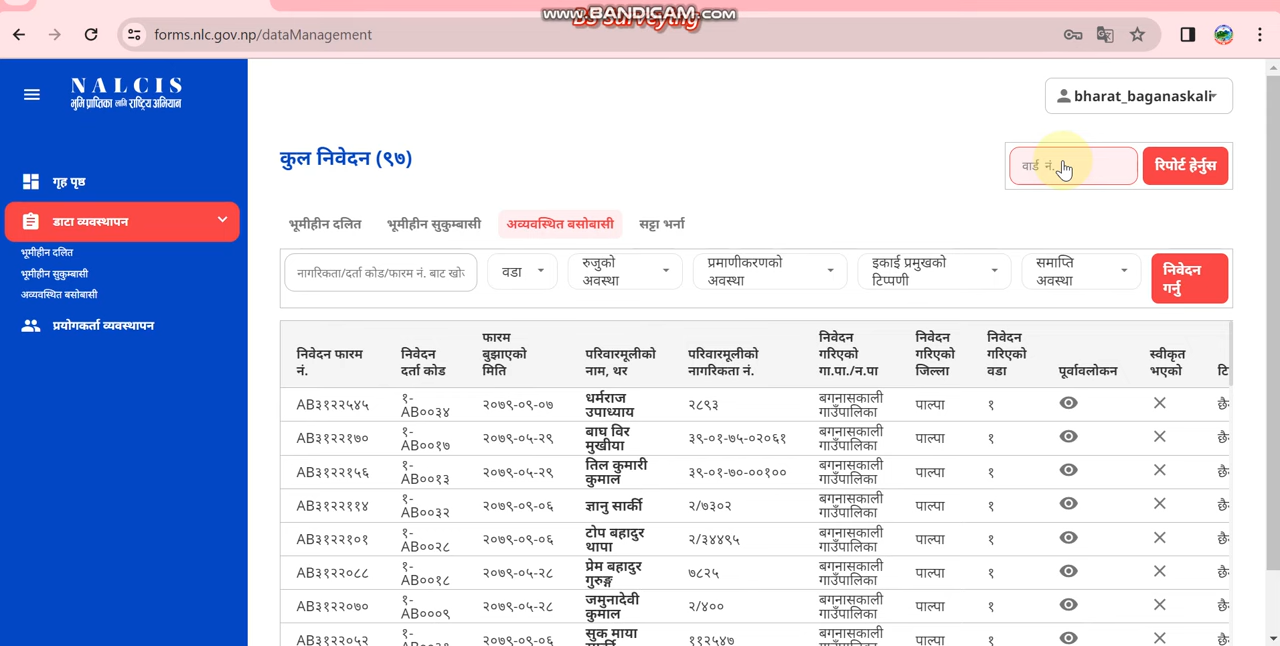 www.BANDICAM.com
BS Surveying
forms.nlc.gov.np/dataManagement
NALCIS
भूमि प्राप्तिका लागि राष्ट्रिय अभियान
bharat_baganaskali
गृह पृष्ठ
डाटा व्यवस्थापन
भूमीहीन दलित
भूमीहीन सुकुम्बासी
अव्यवस्थित बसोबासी
प्रयोगकर्ता व्यवस्थापन
कुल निवेदन (९७)
वार्ड नं.
रिपोर्ट हेर्नुस
भूमीहीन दलित भूमीहीन सुकुम्बासी अव्यवस्थित बसोबासी सट्टा भर्ना
नागरिकता/दर्ता कोड/फारम नं. बाट खो
वडा
रुजुको
अवस्था
प्रमाणीकरणको
अवस्था
इकाई प्रमुखको
टिप्पणी
समाप्ति
अवस्था
निवेदन
गर्नु
निवेदन फारम
नं.
निवेदन
दर्ता कोड
फारम
बुझाएको
मिति
परिवारमूलीको
नाम, थर
परिवारमूलीको
नागरिकता नं.
निवेदन
गरिएको
गा.पा./न.पा
निवेदन
गरिएको
जिल्ला
निवेदन
गरिएको
वडा
पूर्वावलोकन
स्वीकृत
भएको
टि
AB३१२२५४५
१-
AB००३४
२०७९-०९-०७
धर्मराज
उपाध्याय
२८९३
बगनासकाली
गाउँपालिका
पाल्पा
१
AB३१२२१७०
१-
AB००१७
२०७९-०५-२९
बाघ विर
मुखीया
३९-०१-७५-०२०६१
बगनासकाली
गाउँपालिका
पाल्पा
१
AB३१२२१५६
१-
AB००१३
२०७९-०५-२९
तिल कुमारी
कुमाल
३९-०१-७०-००१००
बगनासकाली
गाउँपालिका
पाल्पा
१
AB३१२२११४
१-
AB००३२
२०७९-०९-०६
ज्ञानु सार्की
२/७३०२
बगनासकाली
गाउँपालिका
पाल्पा
१
AB३१२२१०१
१-
AB००२८
२०७९-०९-०६
टोप बहादुर
थापा
२/३४४९५
बगनासकाली
गाउँपालिका
पाल्पा
१
AB३१२२०८८
१-
AB००१८
२०७९-०५-२८
प्रेम बहादुर
गुरुङ्ग
७८२५
बगनासकाली
गाउँपालिका
पाल्पा
१
AB३१२२०७०
१-
AB०००९
२०७९-०५-२८
जमुनादेवी
कुमाल
२/४००
बगनासकाली
गाउँपालिका
पाल्पा
१
AB३१२२०५२
१-
२०७९-०९-०६
सुक माया
११२५४७
बगनासकाली
गाउँपालिका
पाल्पा
१